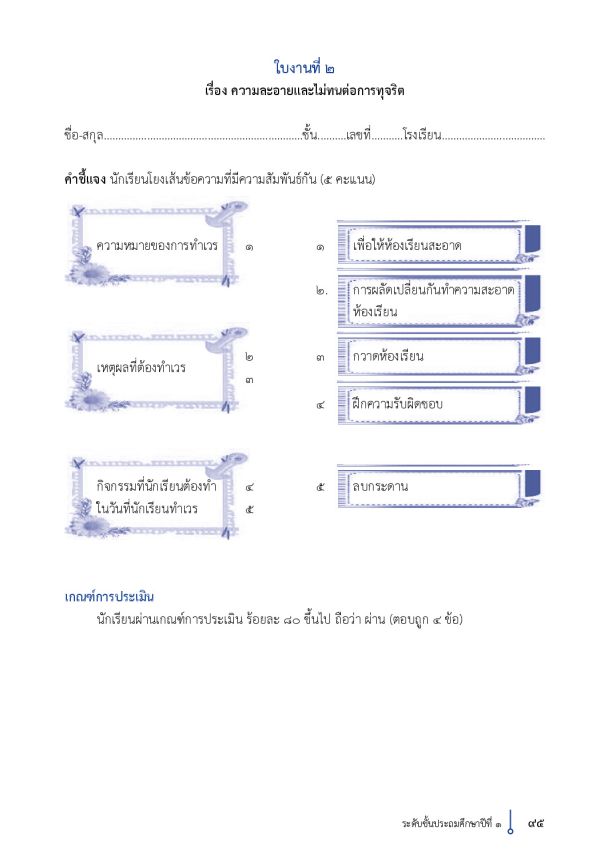 ใบงานที่ ๒
เรื่อง ความละอายและไม่ทนต่อการทุจริต
ชื่อ-สกุล....................................................................ชั้น..........เลขที่...........โรงเรียน....................................
คำชี้แจง นักเรียนโยงเส้นข้อความที่มีความสัมพันธ์กัน (๕ คะแนน)
ความหมายของการทำเวร ๑
๑ เพื่อให้ห้องเรียนสะอาด
๒. การผลัดเปลี่ยนกันทำความสะอาด
ห้องเรียน
เหตุผลที่ต้องทำเวร ๒
๓
๓ กวาดห้องเรียน
๔ ฝึกความรับผิดชอบ
กิจกรรมที่นักเรียนต้องทำ ๔
ในวันที่นักเรียนทำเวร ๕
๕ ลบกระดาน
เกณฑ์การประเมิน
นักเรียนผ่านเกณฑ์การประเมิน ร้อยละ ๘๐ ขึ้นไป ถือว่า ผ่าน (ตอบถูก ๔ ข้อ)
ระดับชั้นประถมศึกษาปีที่ ๑ ๙๕